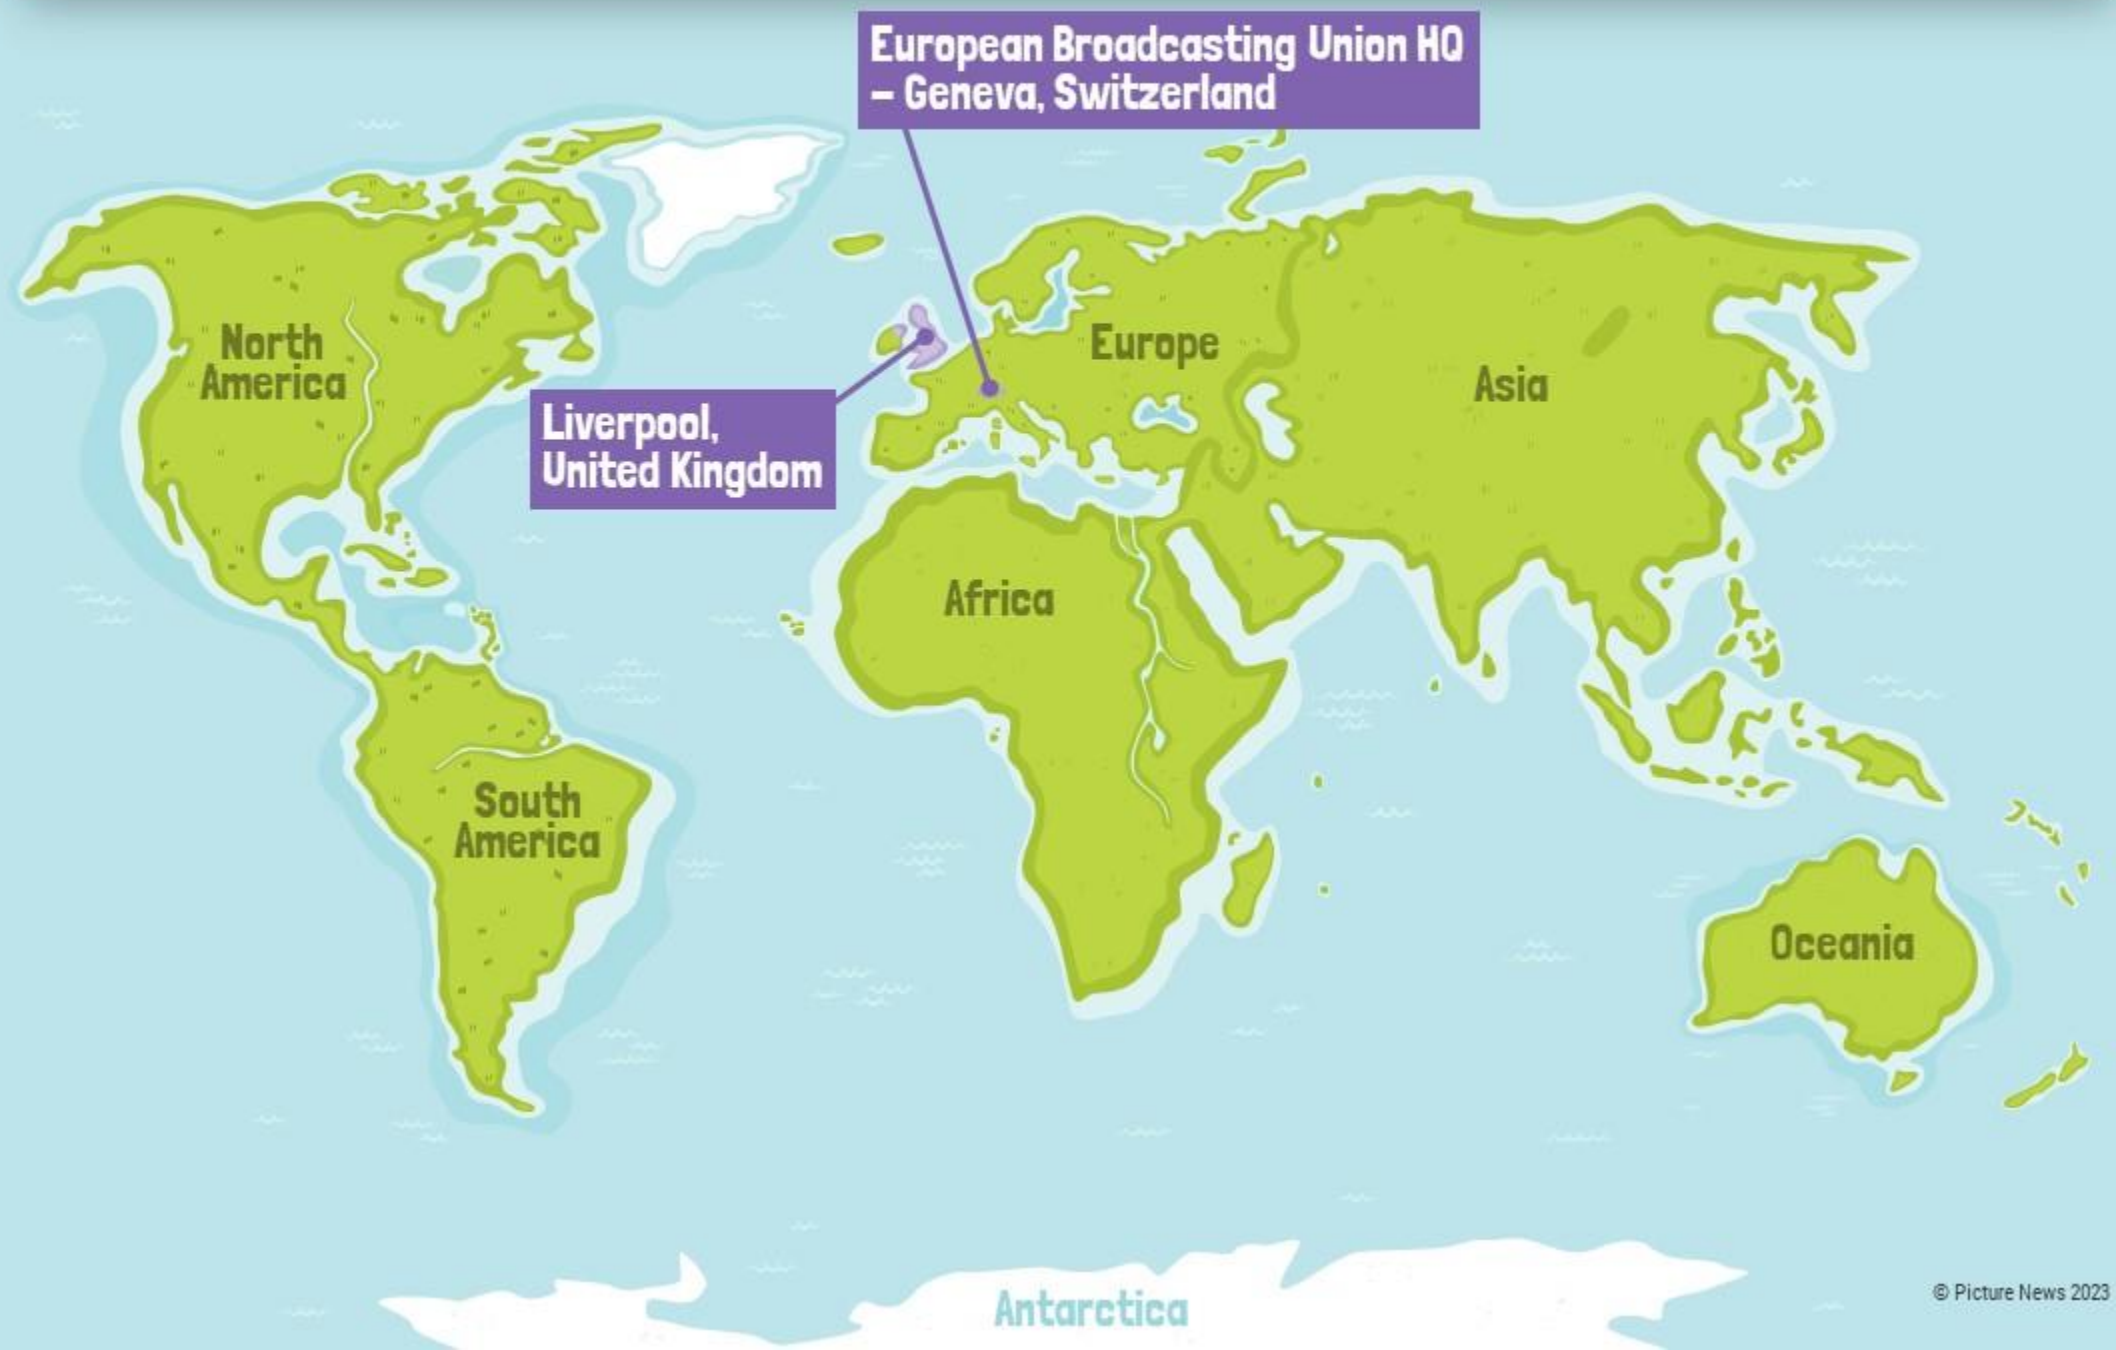 European Broadcasting Union HQ
– Geneva, Switzerland
North
America
Europe
Asia
Liverpool,
United Kingdom
Africa
South
America
Oceania
Antarctica
© Picture News 2023